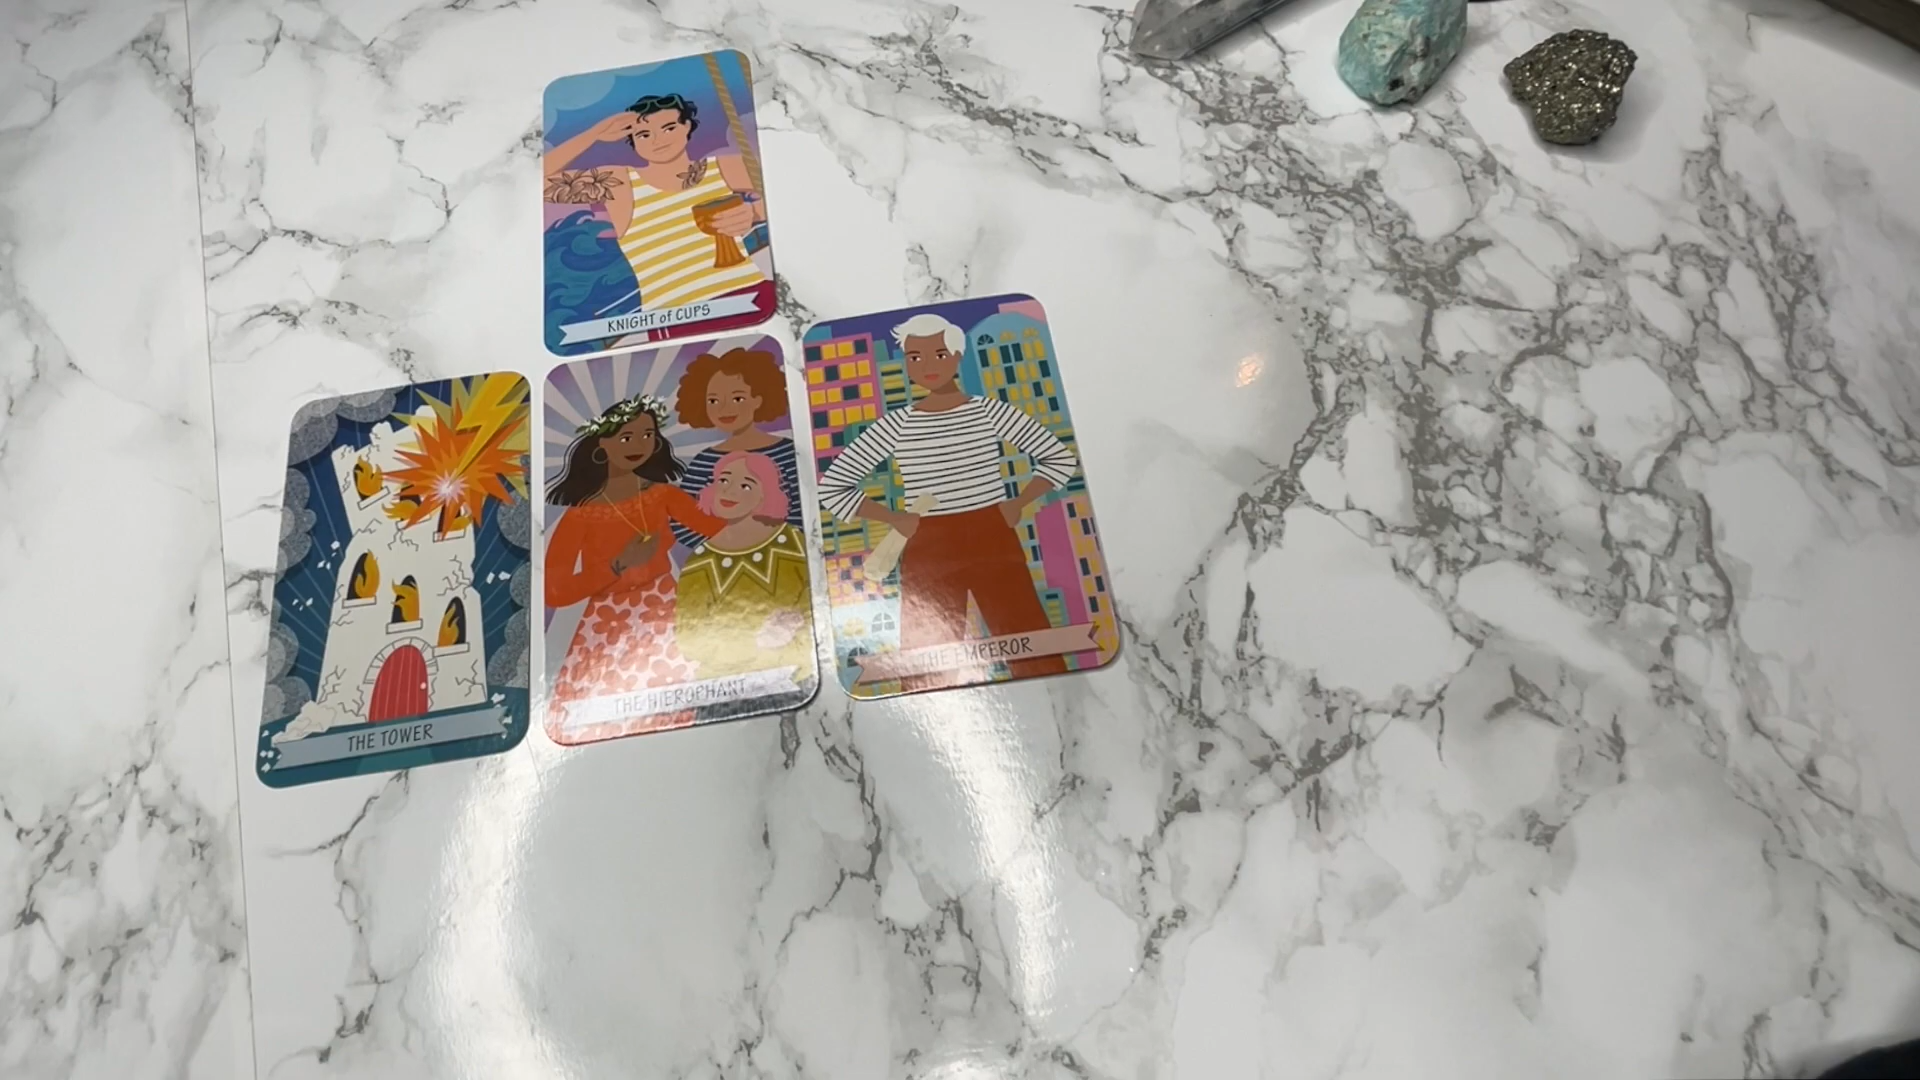 KNIGHT of CUPS
THE TOWER
THE HIEROPHANT
THE EMPEROR